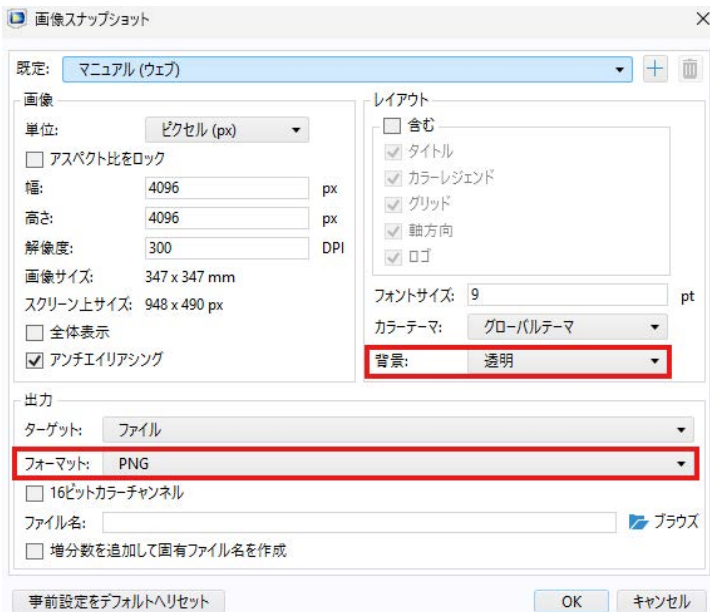 画像スナップショット
既定: マニュアル (ウェブ)
画像
単位: ピクセル (px)
アスペクト比をロック
幅: 4096 px
高さ: 4096 px
解像度: 300 DPI
画像サイズ: 347 x 347 mm
スクリーン上サイズ: 948 x 490 px
全体表示
アンチエイリアシング
レイアウト
含む
タイトル
カラーレジェンド
グリッド
軸方向
ロゴ
フォントサイズ: 9 pt
カラーテーマ: グローバルテーマ
背景: 透明
出力
ターゲット: ファイル
フォーマット: PNG
16ビットカラーチャンネル
ファイル名: ブラウズ
増分数を追加して固有ファイル名を作成
事前設定をデフォルトへリセット OK キャンセル